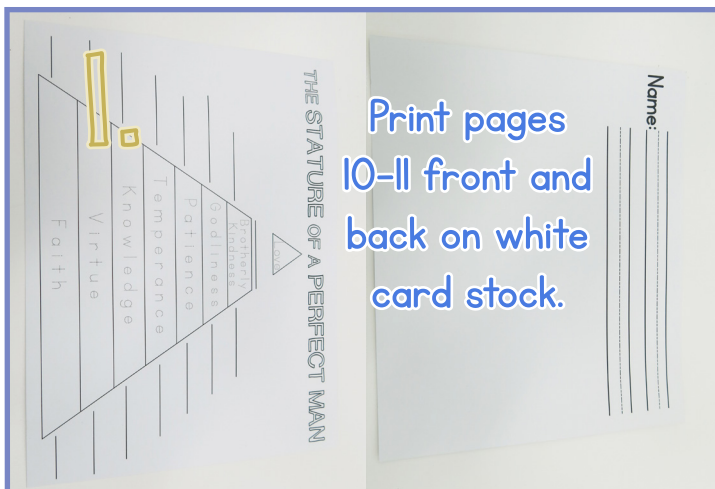 THE STATURE OF A PERFECT MAN
Love
Brotherly
Kindness
Godliness
Patience
Temperance
Knowledge
Virtue
Faith
Name:
Print pages
10-11 front and
back on white
card stock.